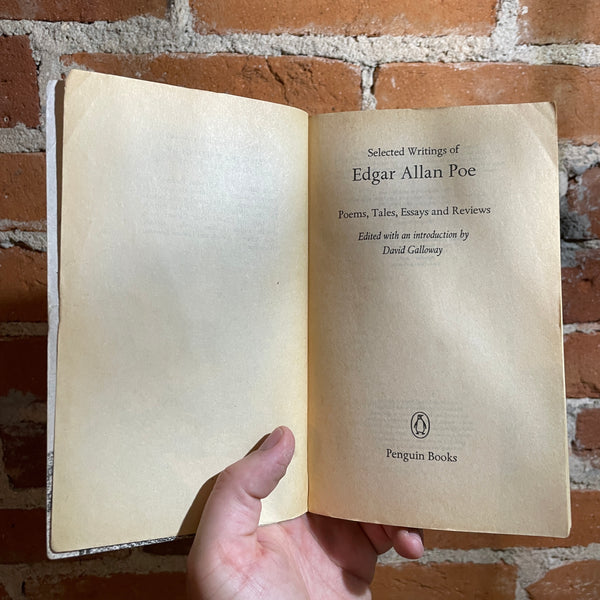 Selected Writings of
Edgar Allan Poe
Poems, Tales, Essays and Reviews
Edited with an introduction by
David Galloway
Penguin Books